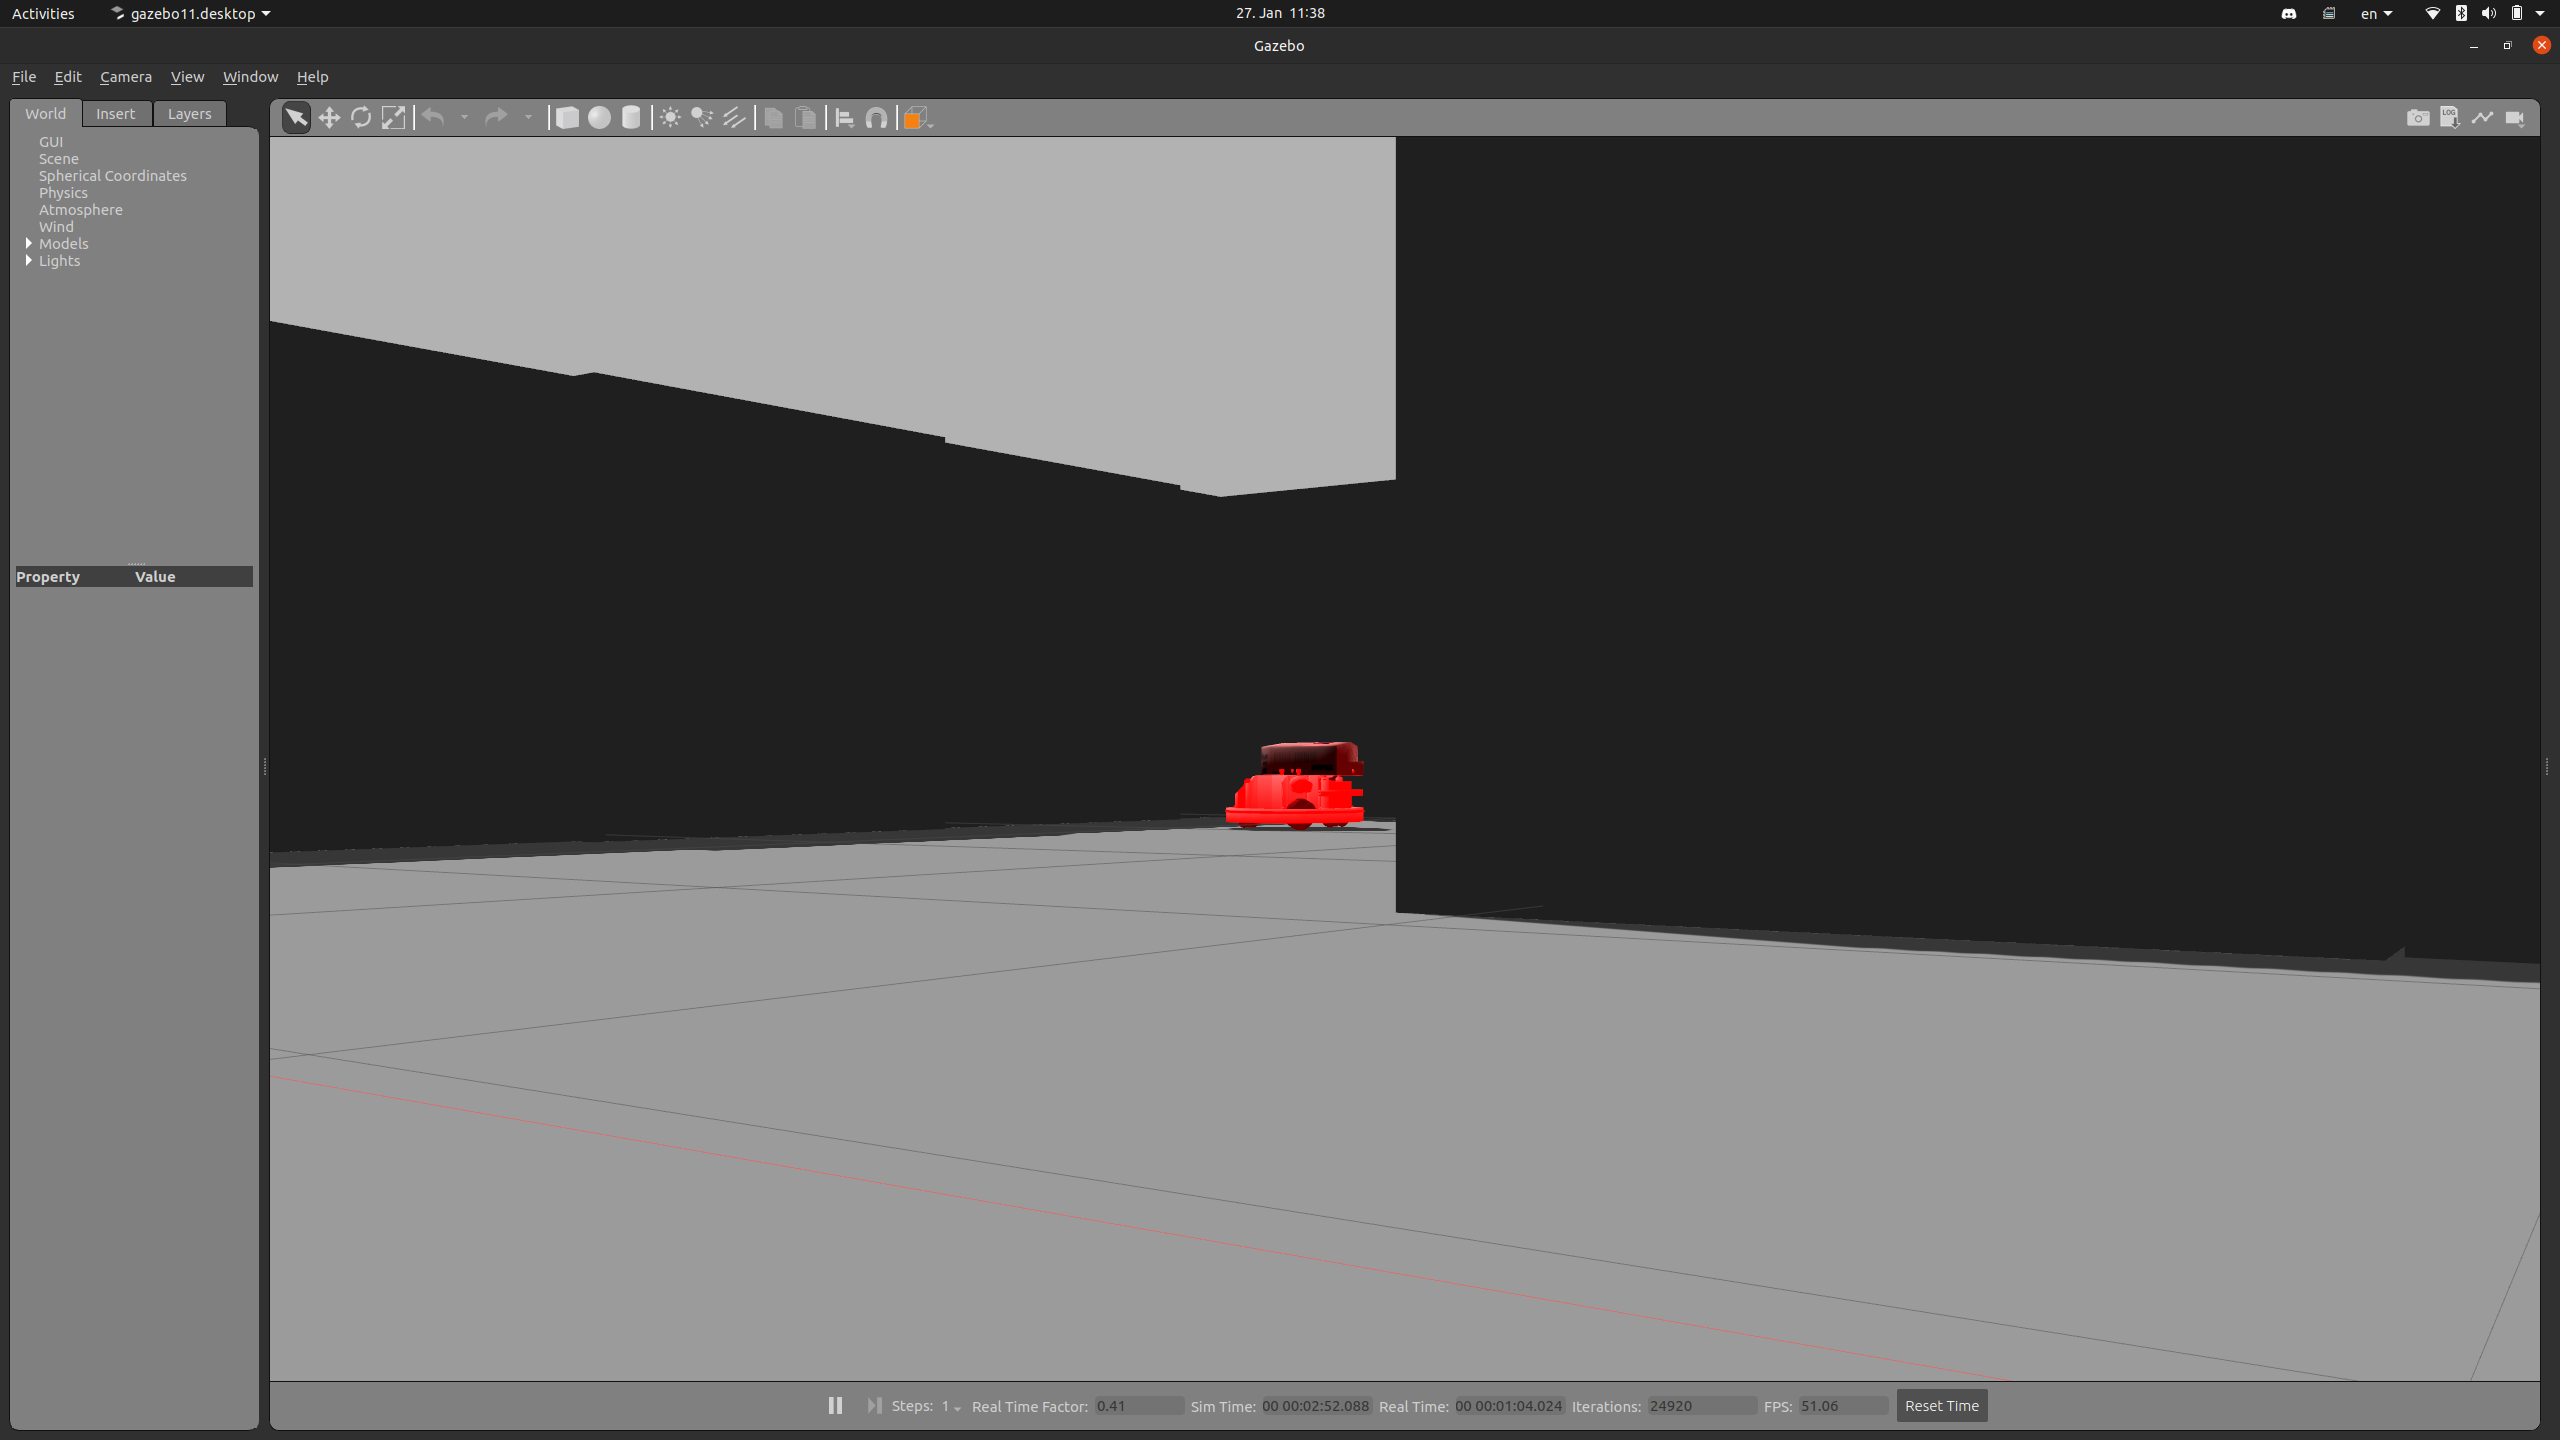 Activities gazebo11.desktop 27. Jan 11:38 en
Gazebo
File Edit Camera View Window Help
World Insert Layers
LOG
GUI
Scene
Spherical Coordinates
Physics
Atmosphere
Wind
Models
Lights
Property Value
Steps: 1 Real Time Factor: 0.41 Sim Time: 00 00:02:52.088 Real Time: 00 00:01:04.024 Iterations: 24920 FPS: 51.06 Reset Time